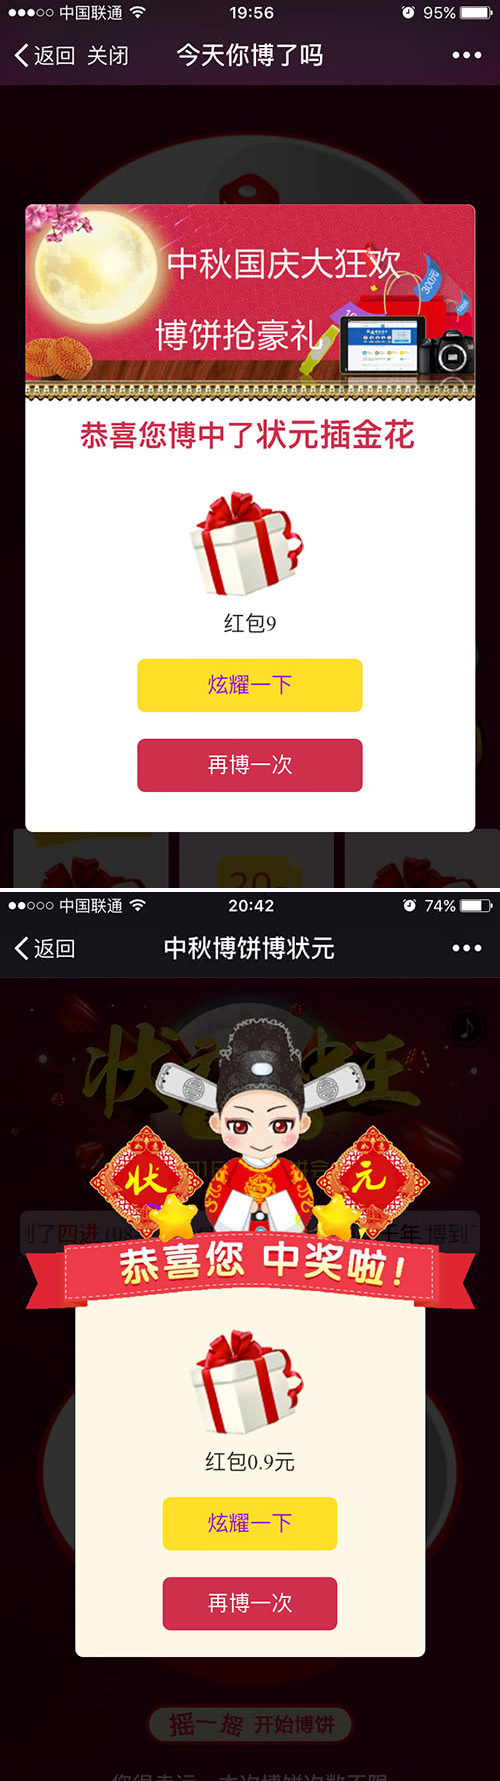 中国联通 19:56 95%
返回 关闭 今天你博了吗
中秋国庆大狂欢
300元
博饼抢豪礼
恭喜您博中了状元插金花
红包9
炫耀一下
再博一次
20
中国联通 20:42 74%
返回 中秋博饼博状元
状 元
恭喜您 中奖啦!
红包0.9元
炫耀一下
再博一次
摇一摇 开始博饼